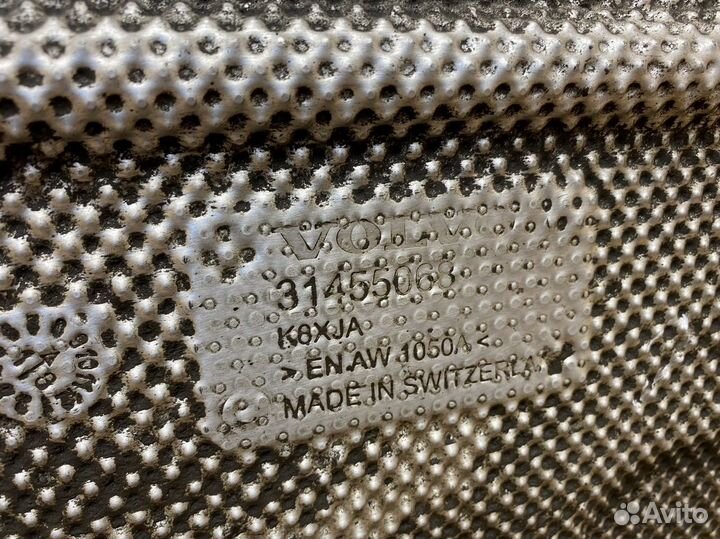 VOLVO
31455068
K8XJA
>EN AW 1050A<
MADE IN SWITZERLAND
Avito